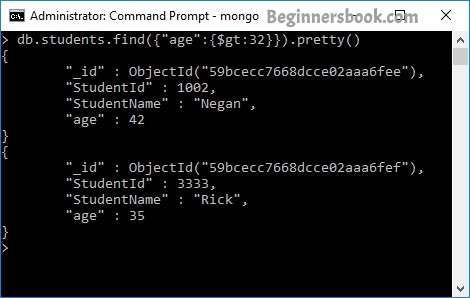 Administrator: Command Prompt - mongo
Beginnersbook.com
> db.students.find({"age":{$gt:32}}).pretty()
{
        "_id" : ObjectId("59bcecc7668dcce02aaa6fee"),
        "StudentId" : 1002,
        "StudentName" : "Negan",
        "age" : 42
}
{
        "_id" : ObjectId("59bcecc7668dcce02aaa6fef"),
        "StudentId" : 3333,
        "StudentName" : "Rick",
        "age" : 35
}
>